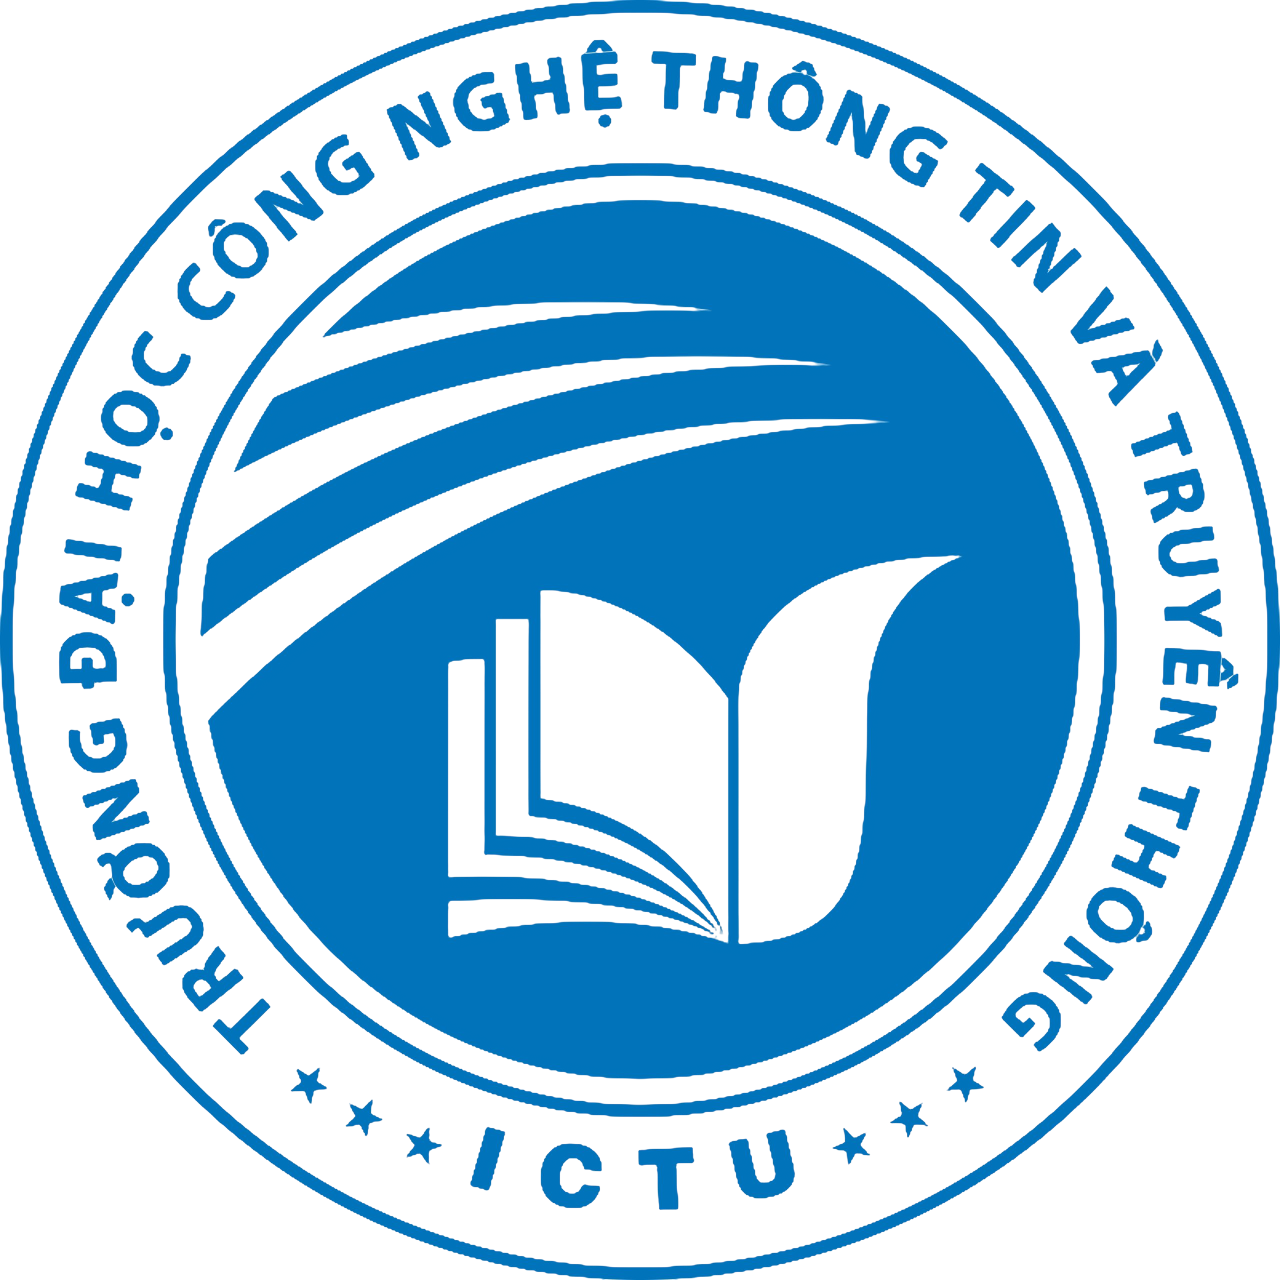 TRƯỜNG ĐẠI HỌC CÔNG NGHỆ THÔNG TIN VÀ TRUYỀN THÔNG
ICTU